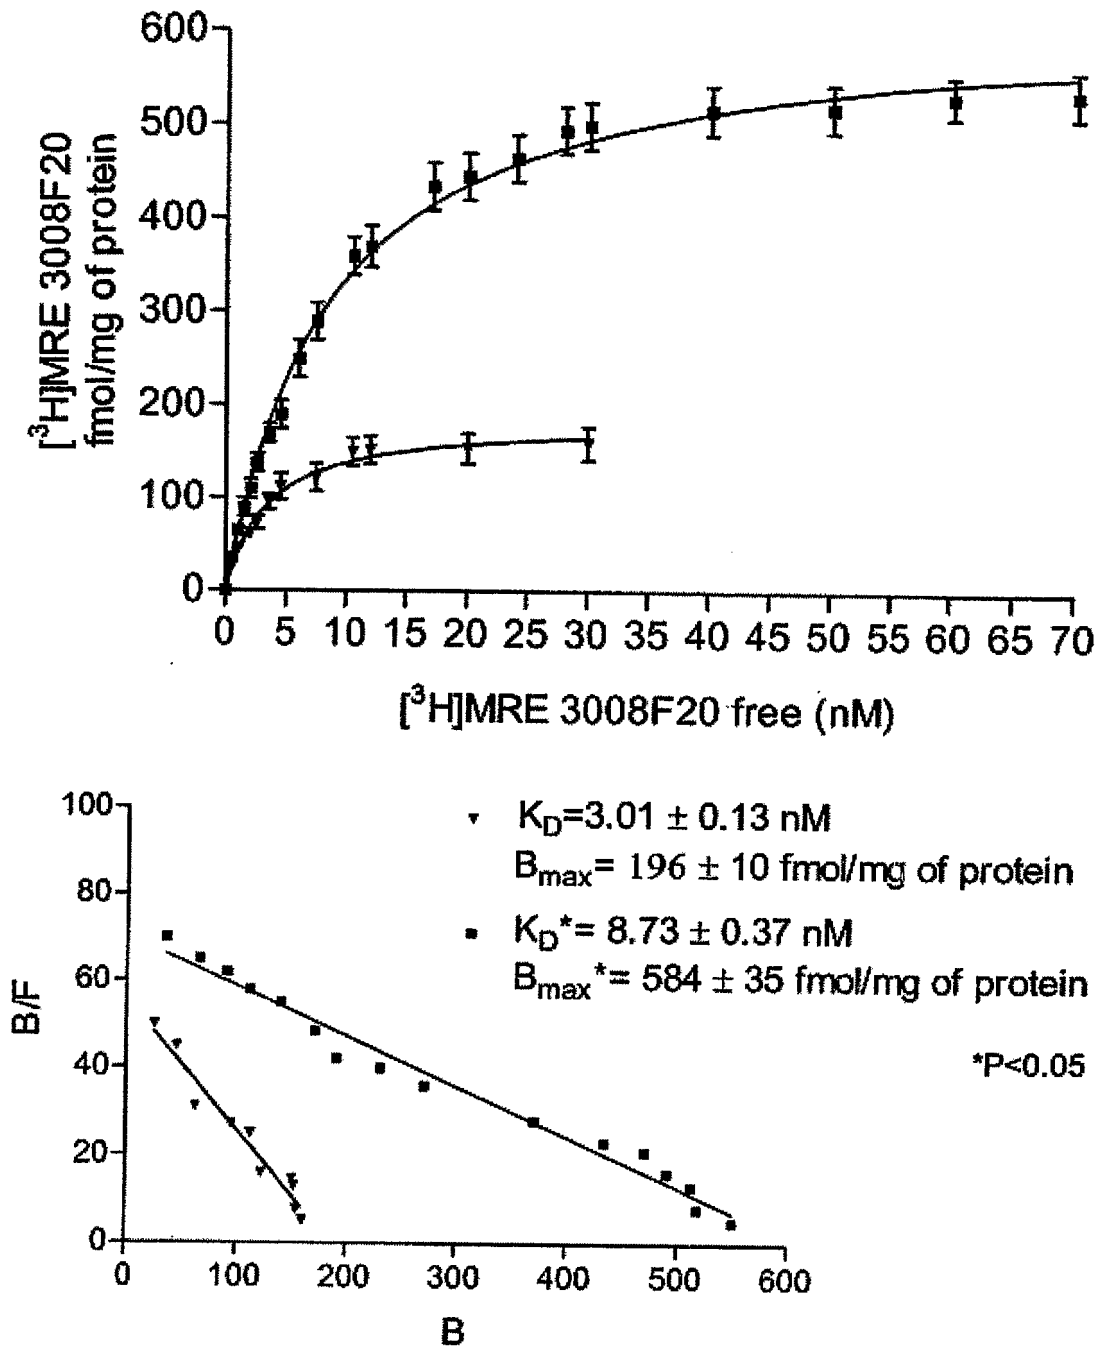 600
500
400
300
200
100
0
[³H]MRE 3008F20
fmol/mg of protein
0 5 10 15 20 25 30 35 40 45 50 55 60 65 70
[³H]MRE 3008F20 free (nM)
100
80
60
40
20
0
B/F
K_D=3.01 ± 0.13 nM
B_max= 196 ± 10 fmol/mg of protein
K_D*= 8.73 ± 0.37 nM
B_max*= 584 ± 35 fmol/mg of protein
*P<0.05
0 100 200 300 400 500 600
B